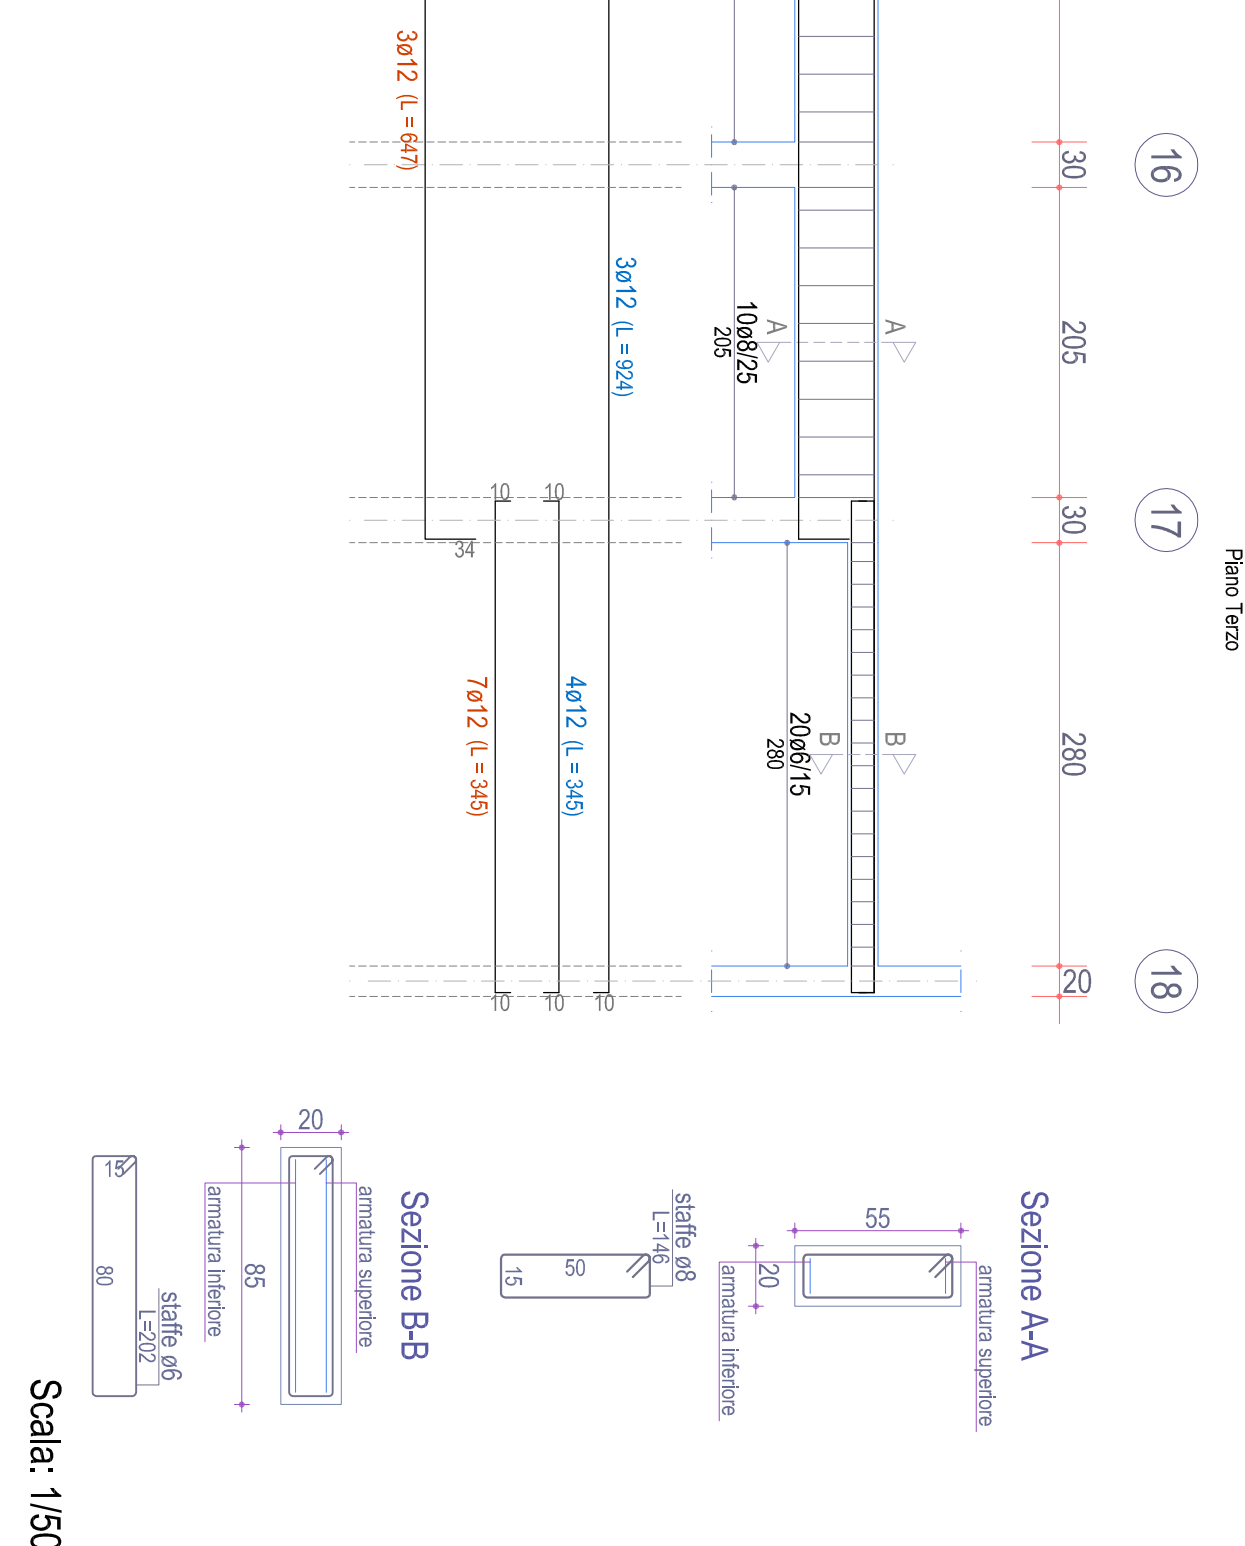 Piano Terzo
16
17
18
30
205
30
280
20
A
A
10ø8/25
205
B
B
20ø6/15
280
3ø12 (L = 924)
10
4ø12 (L = 345)
10
10
7ø12 (L = 345)
10
10
3ø12 (L = 647)
34
Sezione A-A
armatura superiore
55
20
armatura inferiore
staffe ø8
L=146
50
15
Sezione B-B
armatura superiore
20
85
armatura inferiore
staffe ø6
L=202
15
80
Scala: 1/50